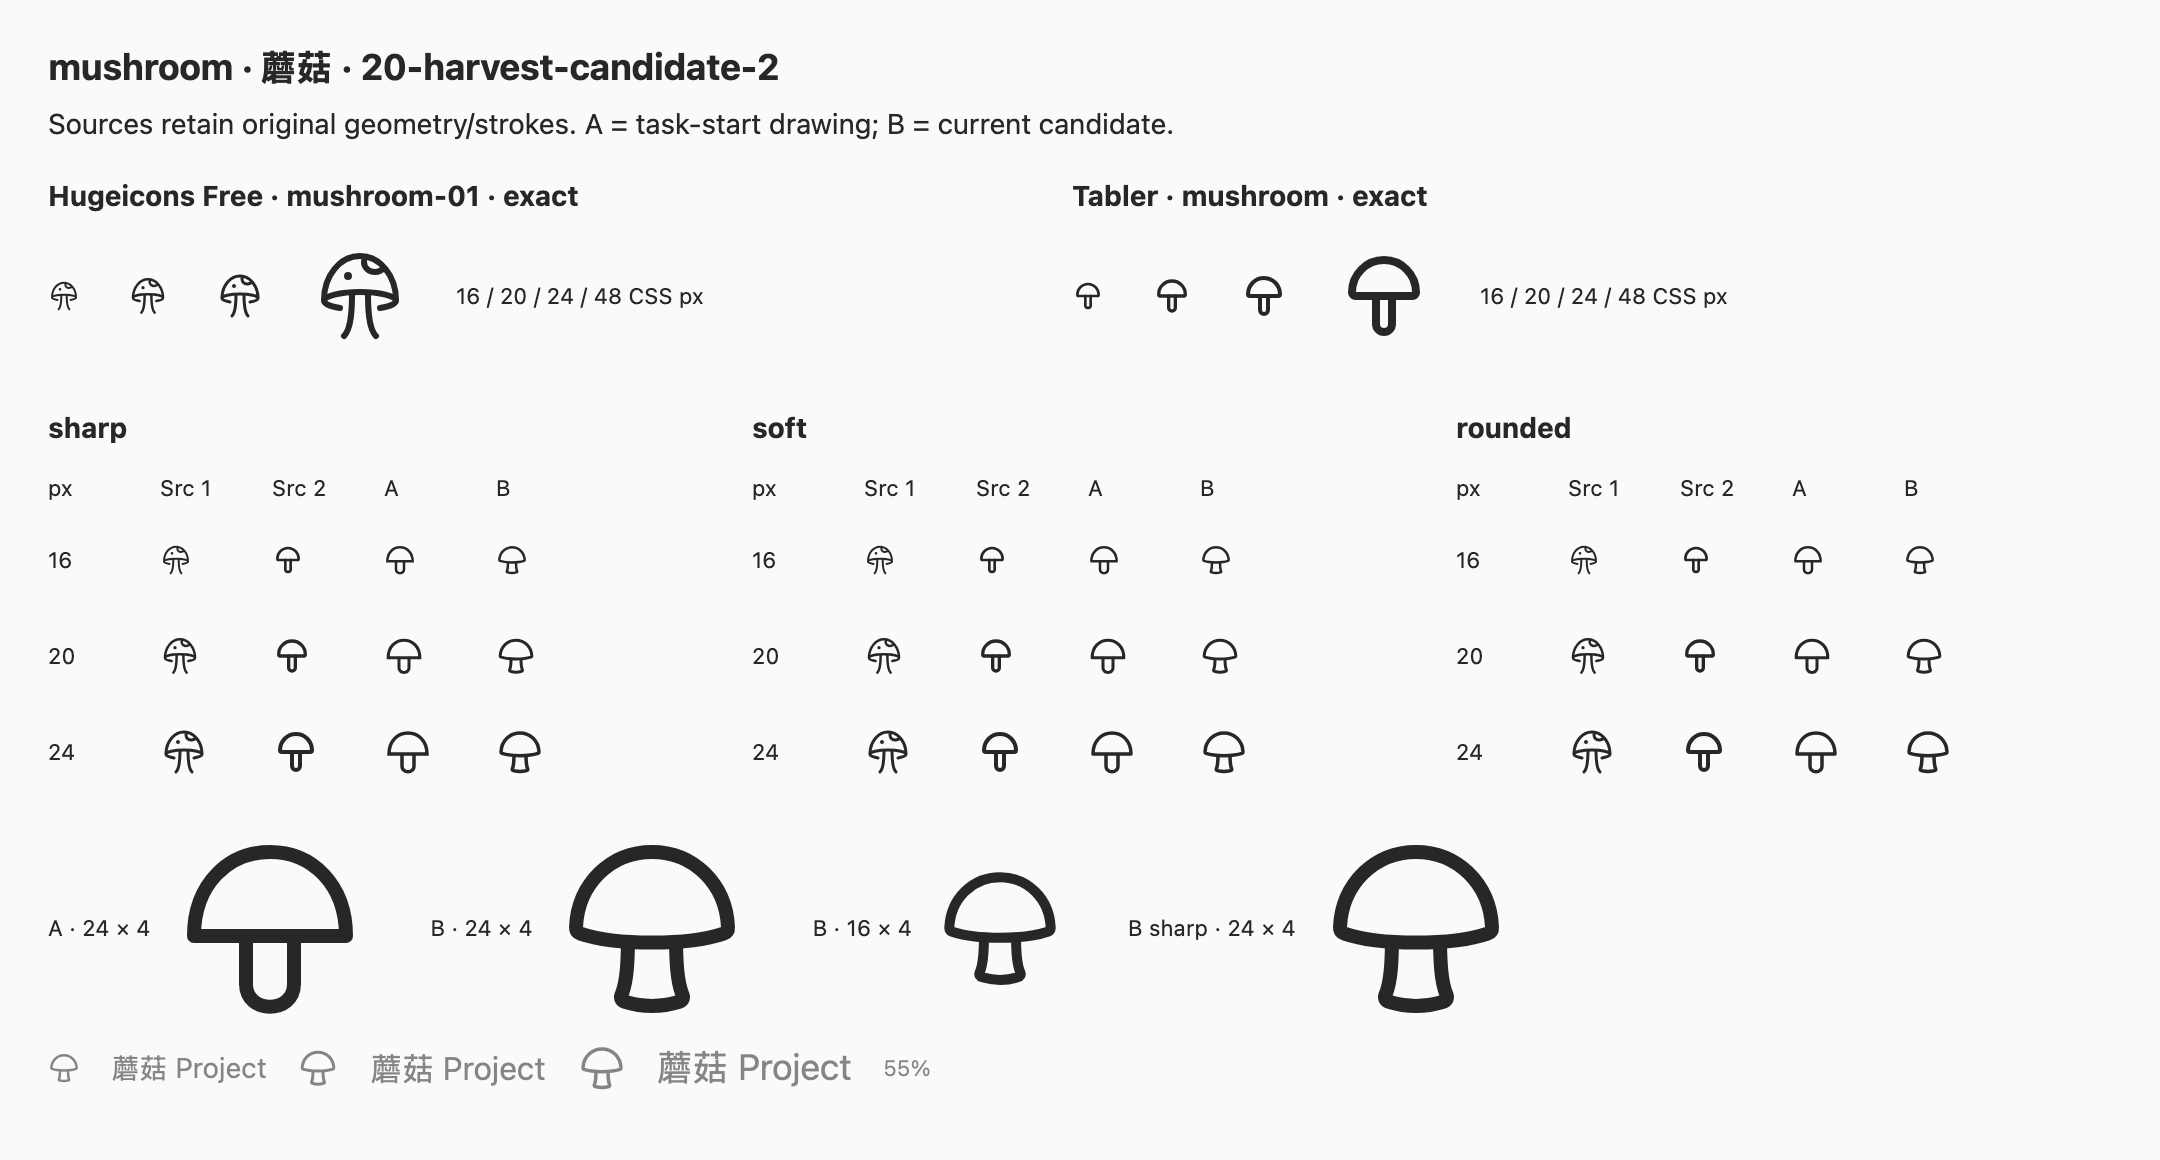 mushroom · 蘑菇 · 20-harvest-candidate-2
Sources retain original geometry/strokes. A = task-start drawing; B = current candidate.
Hugeicons Free · mushroom-01 · exact
16 / 20 / 24 / 48 CSS px
Tabler · mushroom · exact
16 / 20 / 24 / 48 CSS px
sharp
px Src 1 Src 2 A B
16
20
24
soft
px Src 1 Src 2 A B
16
20
24
rounded
px Src 1 Src 2 A B
16
20
24
A · 24 × 4
B · 24 × 4
B · 16 × 4
B sharp · 24 × 4
蘑菇 Project 蘑菇 Project 蘑菇 Project 55%